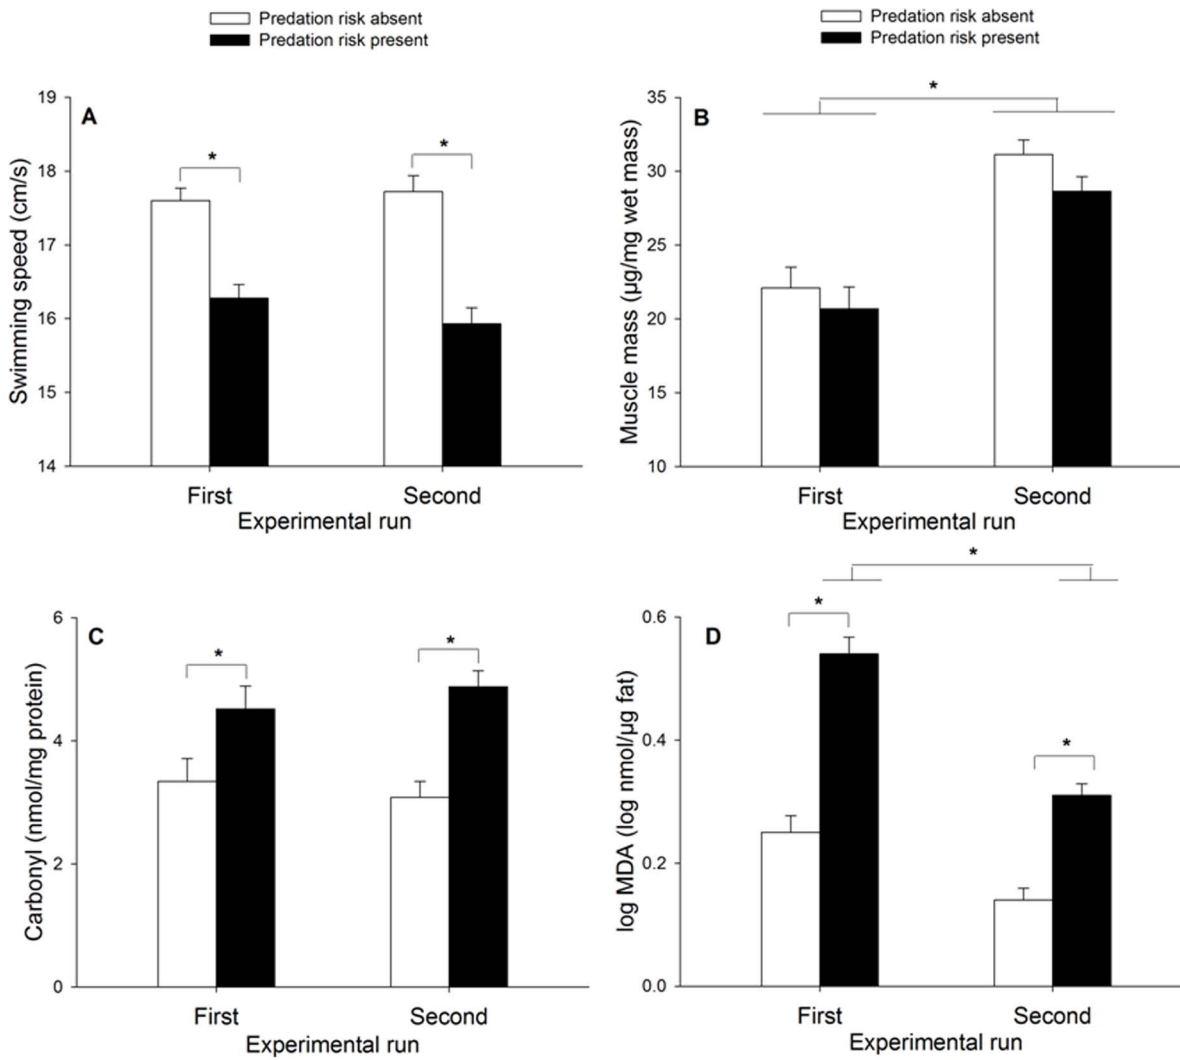 Predation risk absent
Predation risk present
Predation risk absent
Predation risk present
A
19
18
17
16
15
14
*
*
Swimming speed (cm/s)
First
Second
Experimental run
B
35
30
25
20
15
10
*
Muscle mass (µg/mg wet mass)
First
Second
Experimental run
C
6
4
2
0
*
*
Carbonyl (nmol/mg protein)
First
Second
Experimental run
D
0.6
0.4
0.2
0.0
*
*
*
log MDA (log nmol/µg fat)
First
Second
Experimental run